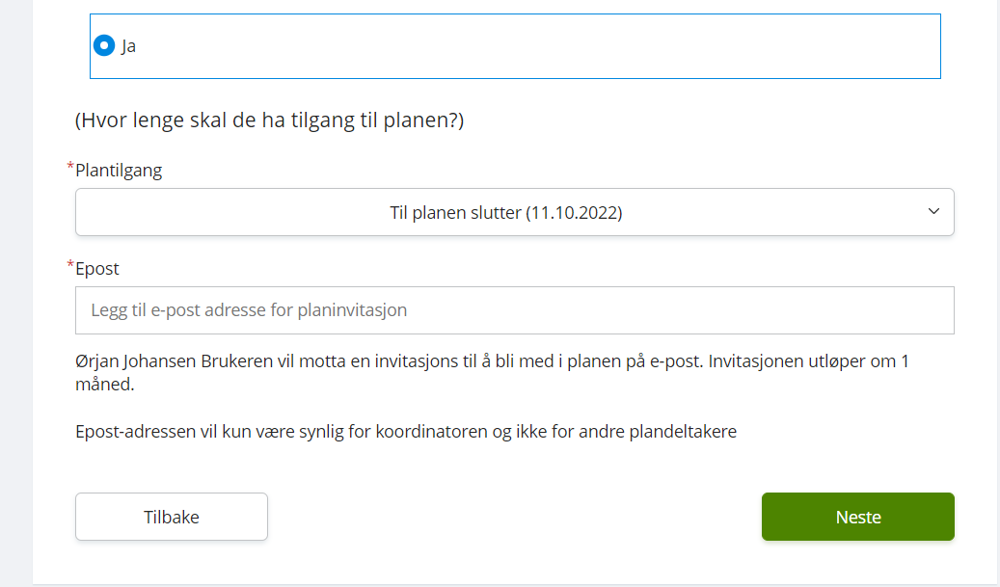 Ja
(Hvor lenge skal de ha tilgang til planen?)
*Plantilgang
Til planen slutter (11.10.2022)
*Epost
Legg til e-post adresse for planinvitasjon
Ørjan Johansen Brukeren vil motta en invitasjons til å bli med i planen på e-post. Invitasjonen utløper om 1
måned.
Epost-adressen vil kun være synlig for koordinatoren og ikke for andre plandeltakere
Tilbake
Neste